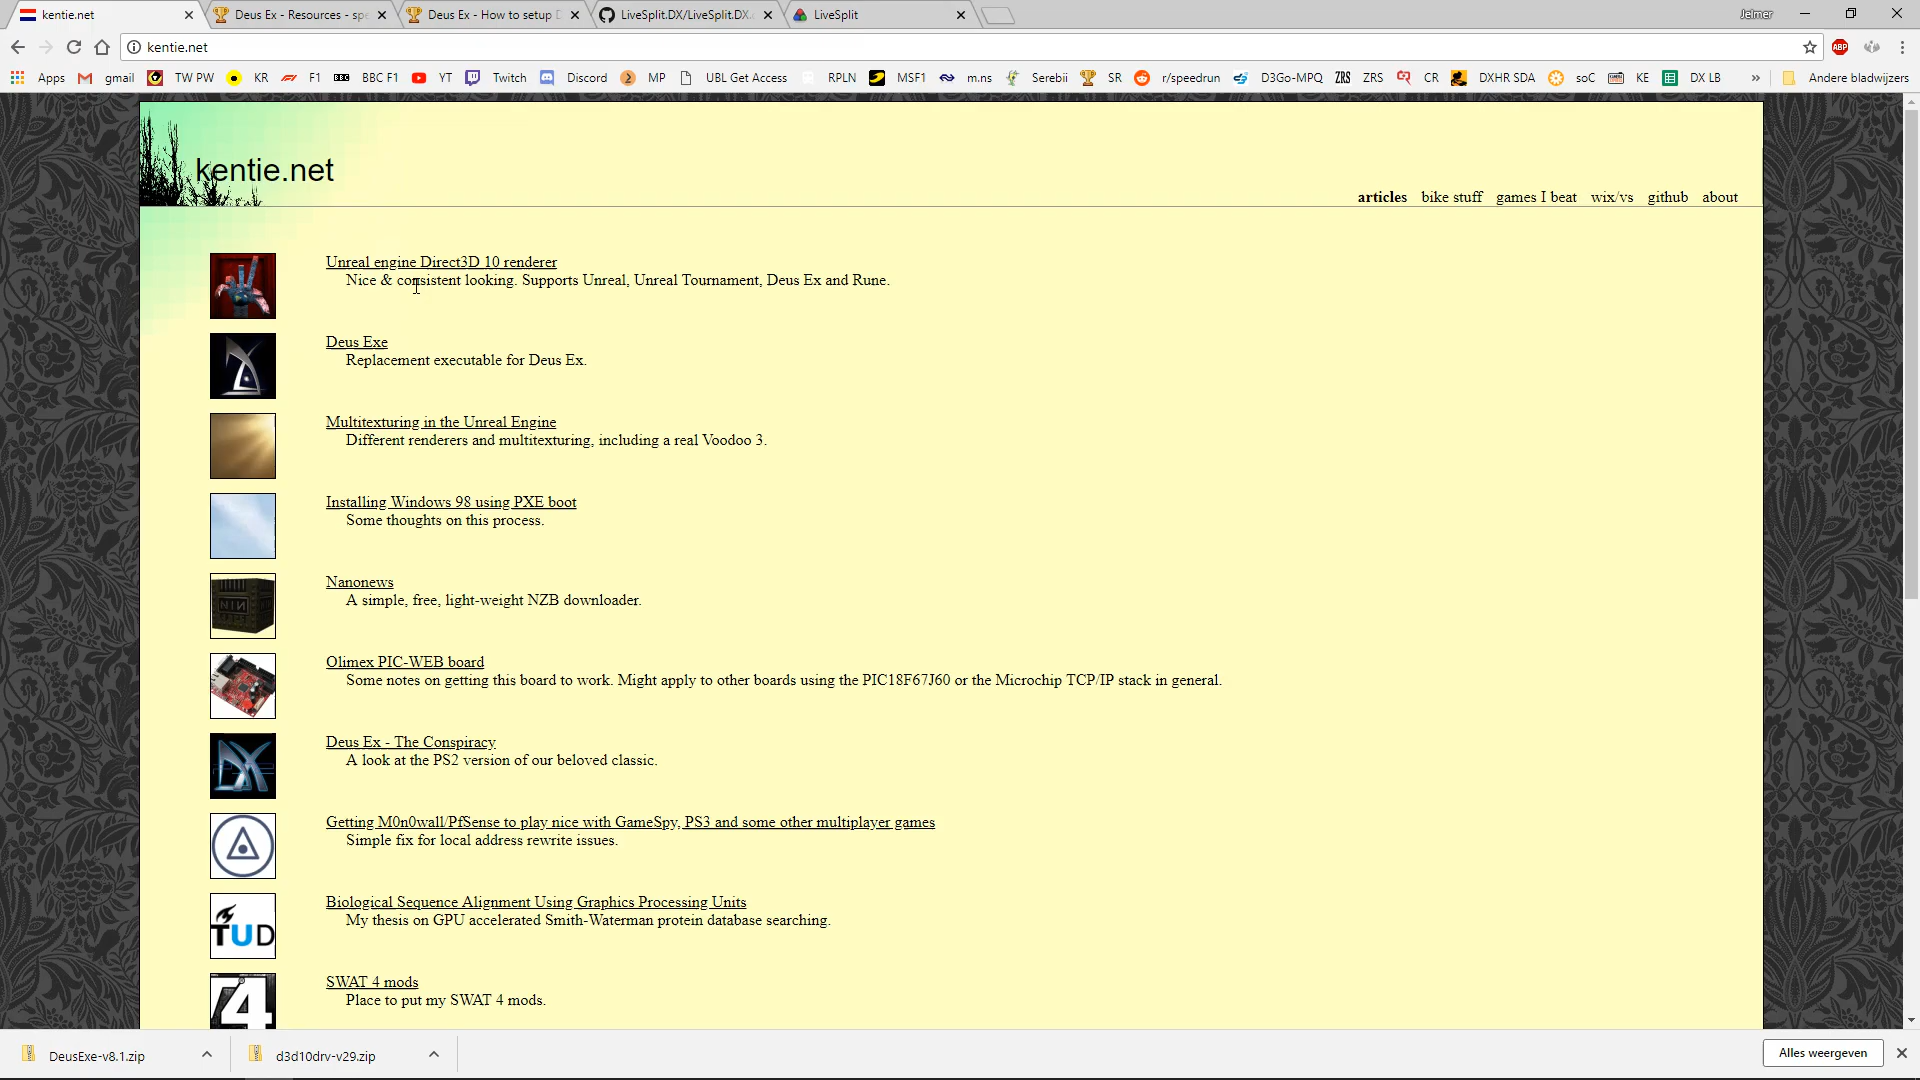 kentie.net
Deus Ex - Resources - spe
Deus Ex - How to setup D
LiveSplit.DX/LiveSplit.DX.
LiveSplit
Jelmer
kentie.net
ABP
Apps
gmail
TW PW
KR
F1
BBC F1
YT
Twitch
Discord
MP
UBL Get Access
RPLN
MSF1
m.ns
Serebii
SR
r/speedrun
D3Go-MPQ
ZRS
ZRS
CR
DXHR SDA
soC
KE
DX LB
»
Andere bladwijzers
kentie.net
articles bike stuff games I beat wix/vs github about
Unreal engine Direct3D 10 renderer
Nice & consistent looking. Supports Unreal, Unreal Tournament, Deus Ex and Rune.
Deus Exe
Replacement executable for Deus Ex.
Multitexturing in the Unreal Engine
Different renderers and multitexturing, including a real Voodoo 3.
Installing Windows 98 using PXE boot
Some thoughts on this process.
Nanonews
A simple, free, light-weight NZB downloader.
Olimex PIC-WEB board
Some notes on getting this board to work. Might apply to other boards using the PIC18F67J60 or the Microchip TCP/IP stack in general.
Deus Ex - The Conspiracy
A look at the PS2 version of our beloved classic.
Getting M0n0wall/PfSense to play nice with GameSpy, PS3 and some other multiplayer games
Simple fix for local address rewrite issues.
TUD
Biological Sequence Alignment Using Graphics Processing Units
My thesis on GPU accelerated Smith-Waterman protein database searching.
4
SWAT 4 mods
Place to put my SWAT 4 mods.
DeusExe-v8.1.zip
d3d10drv-v29.zip
Alles weergeven